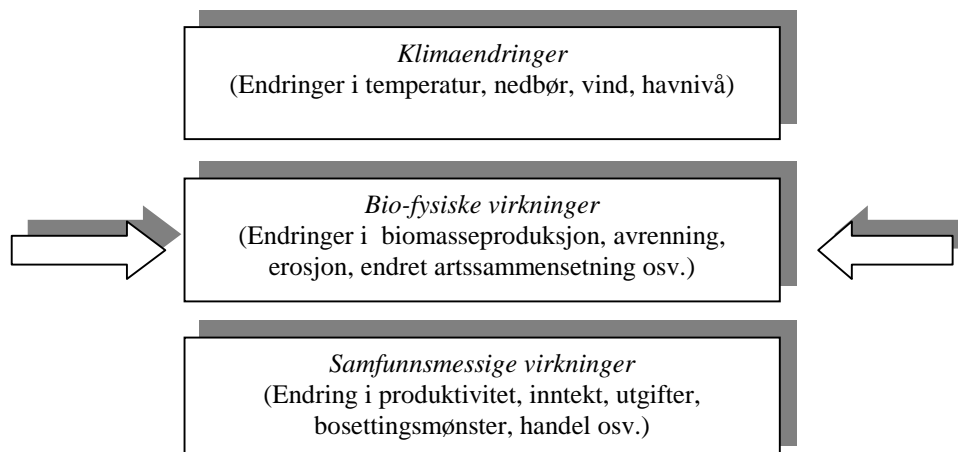 Klimaendringer
(Endringer i temperatur, nedbør, vind, havnivå)
Bio-fysiske virkninger
(Endringer i  biomasseproduksjon, avrenning,
erosjon, endret artssammensetning osv.)
Samfunnsmessige virkninger
(Endring i produktivitet, inntekt, utgifter,
bosettingsmønster, handel osv.)